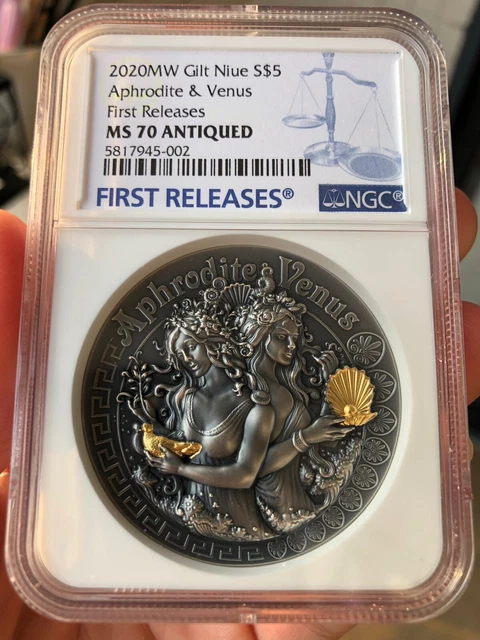 2020MW Gilt Niue S$5
Aphrodite & Venus
First Releases
MS 70 ANTIQUED
5817945-002
FIRST RELEASES®
NGC®
Aphrodite & Venus